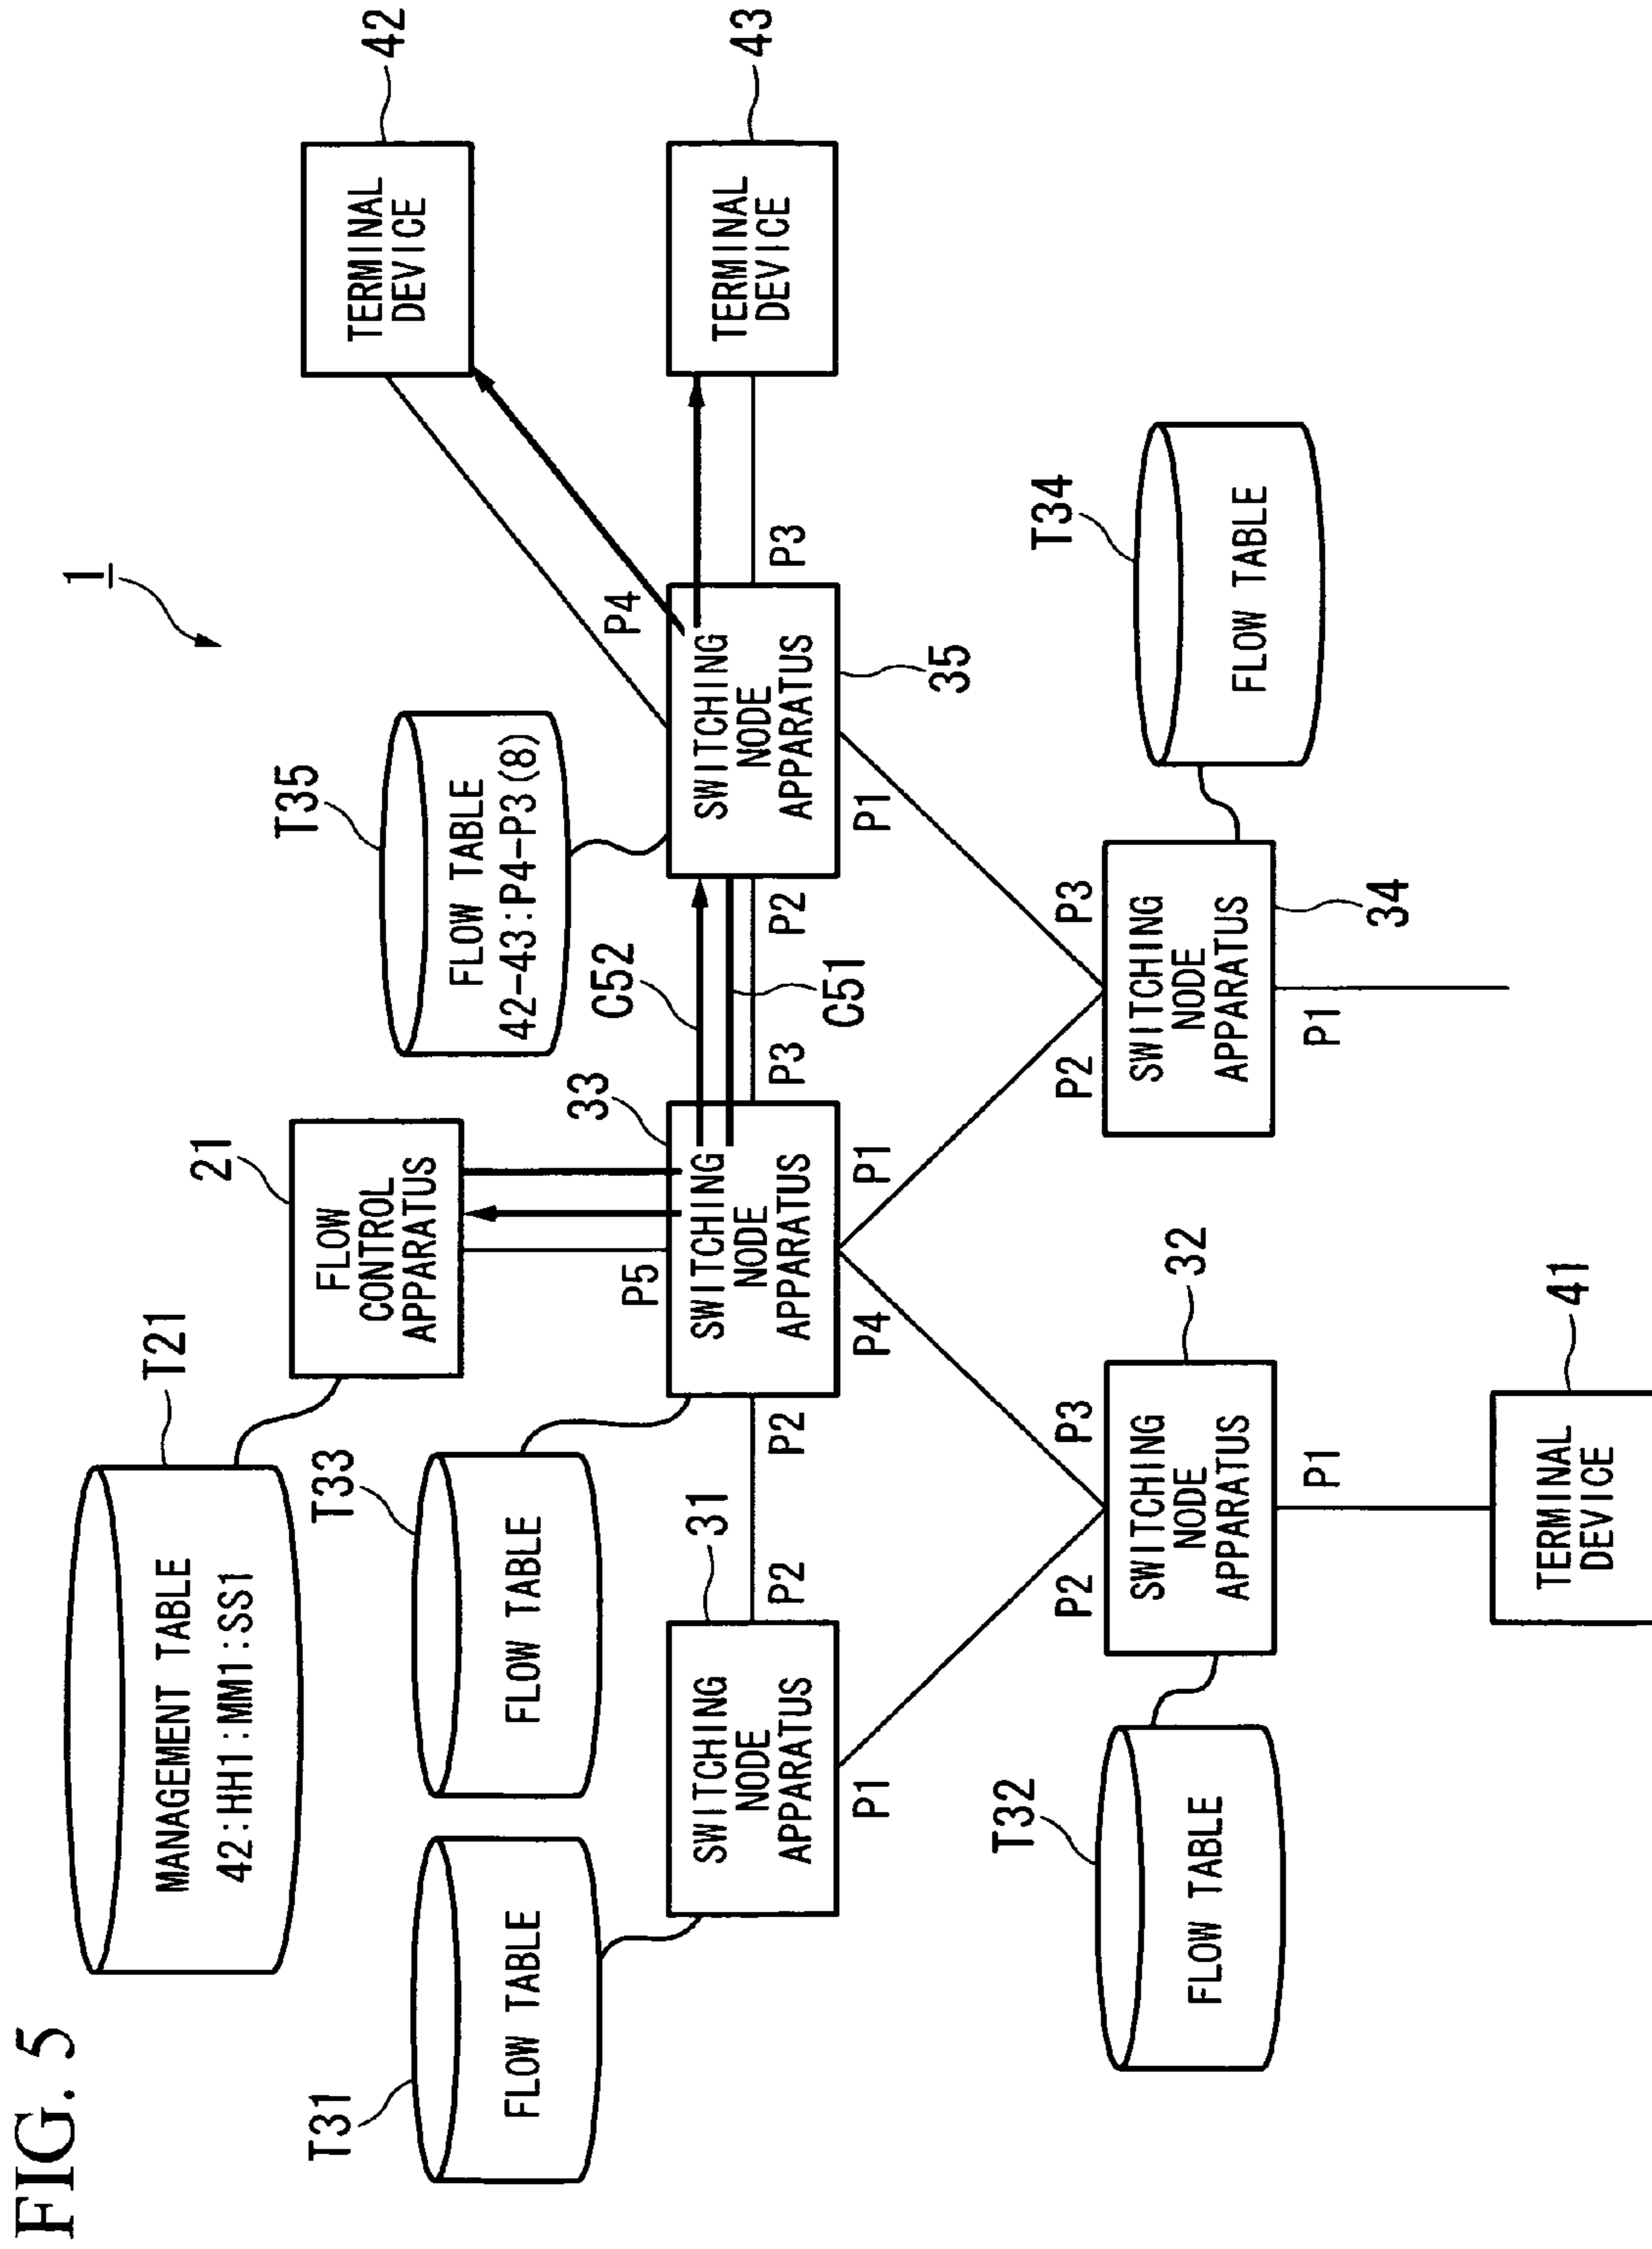 FIG. 5
1
T21
MANAGEMENT TABLE
42:HH1:MM1:SS1
21
FLOW
CONTROL
APPARATUS
T31
FLOW TABLE
T33
FLOW TABLE
T35
FLOW TABLE
42-43::P4-P3(8)
42
TERMINAL
DEVICE
31
SWITCHING
NODE
APPARATUS
P2
P1
33
SWITCHING
NODE
APPARATUS
P5
P2
P3
P4
P1
C52
C51
35
SWITCHING
NODE
APPARATUS
P4
P2
P3
P1
43
TERMINAL
DEVICE
T32
FLOW TABLE
32
SWITCHING
NODE
APPARATUS
P2
P3
P1
34
SWITCHING
NODE
APPARATUS
P2
P3
P1
T34
FLOW TABLE
41
TERMINAL
DEVICE